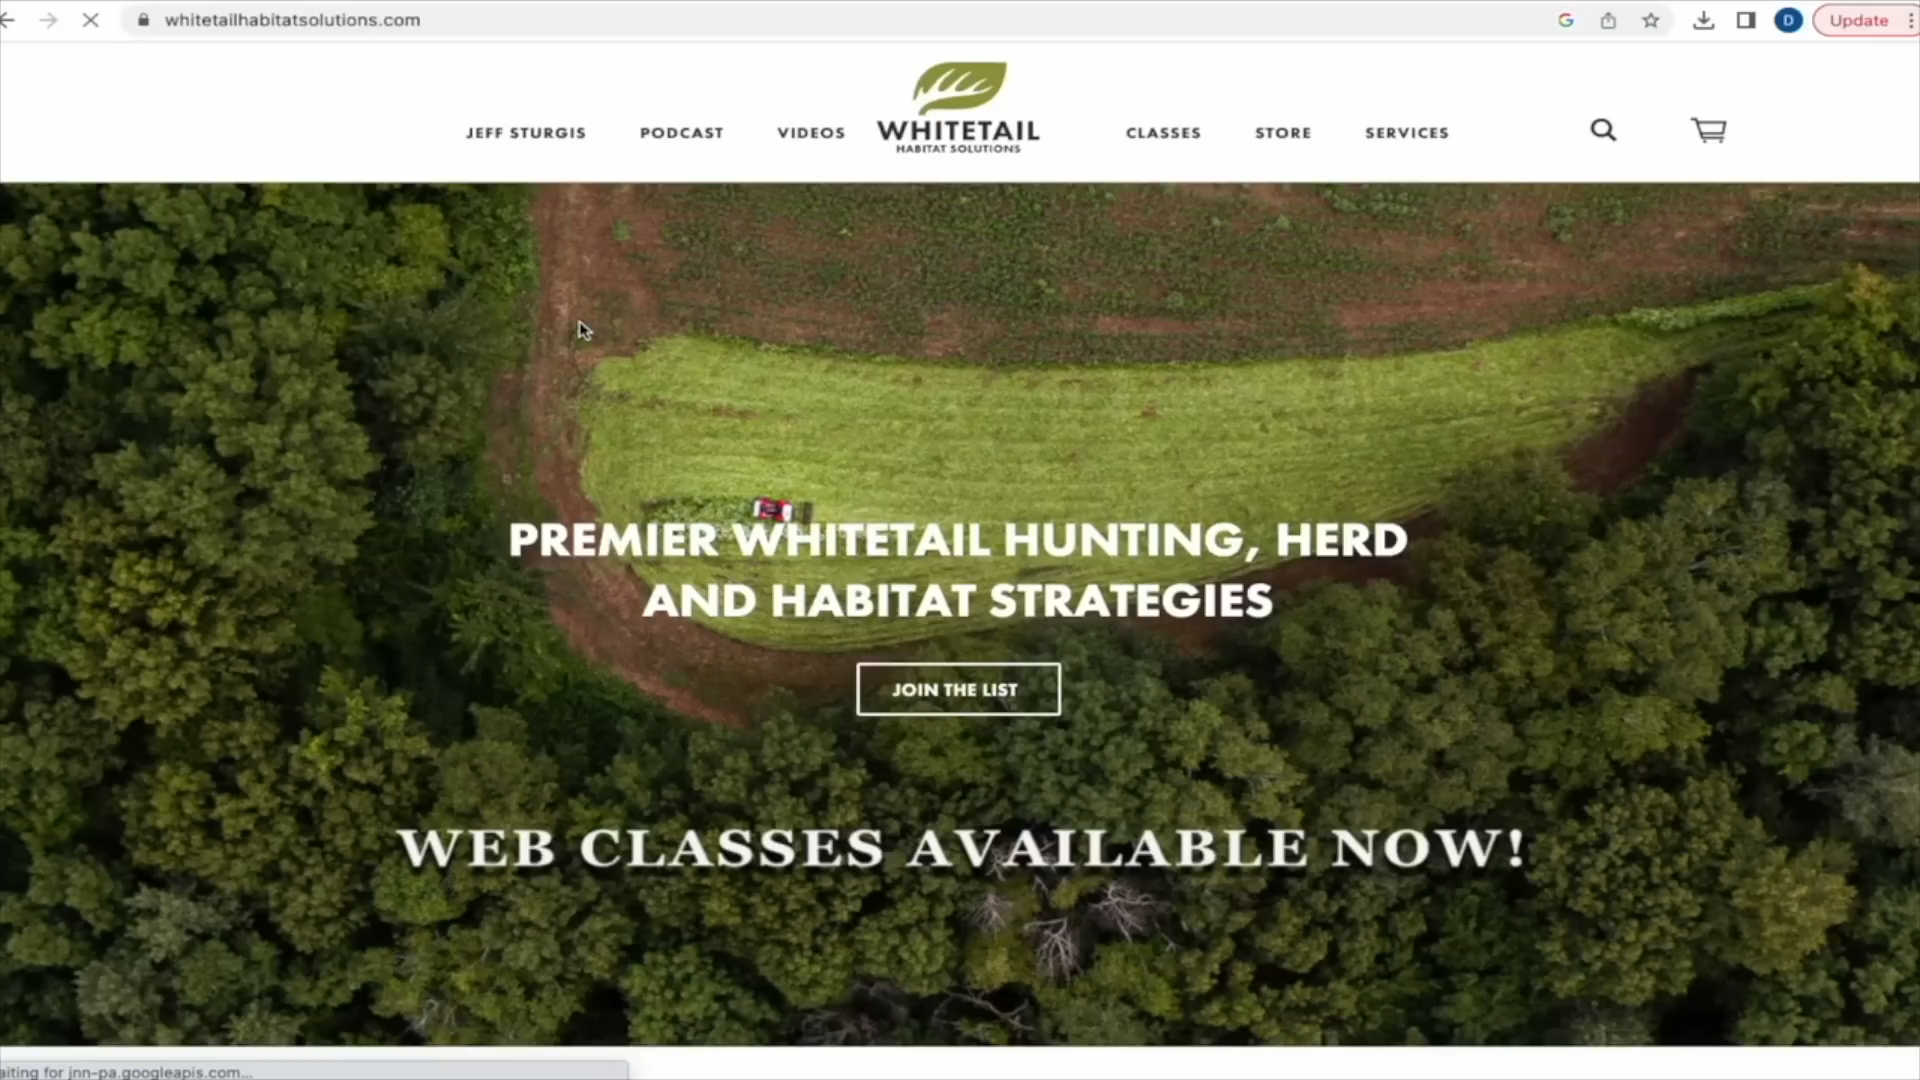 whitetailhabitatsolutions.com
D
Update
JEFF STURGIS
PODCAST
VIDEOS
WHITETAIL
HABITAT SOLUTIONS
CLASSES
STORE
SERVICES
PREMIER WHITETAIL HUNTING, HERD
AND HABITAT STRATEGIES
JOIN THE LIST
WEB CLASSES AVAILABLE NOW!
aiting for jnn-pa.googleapis.com...